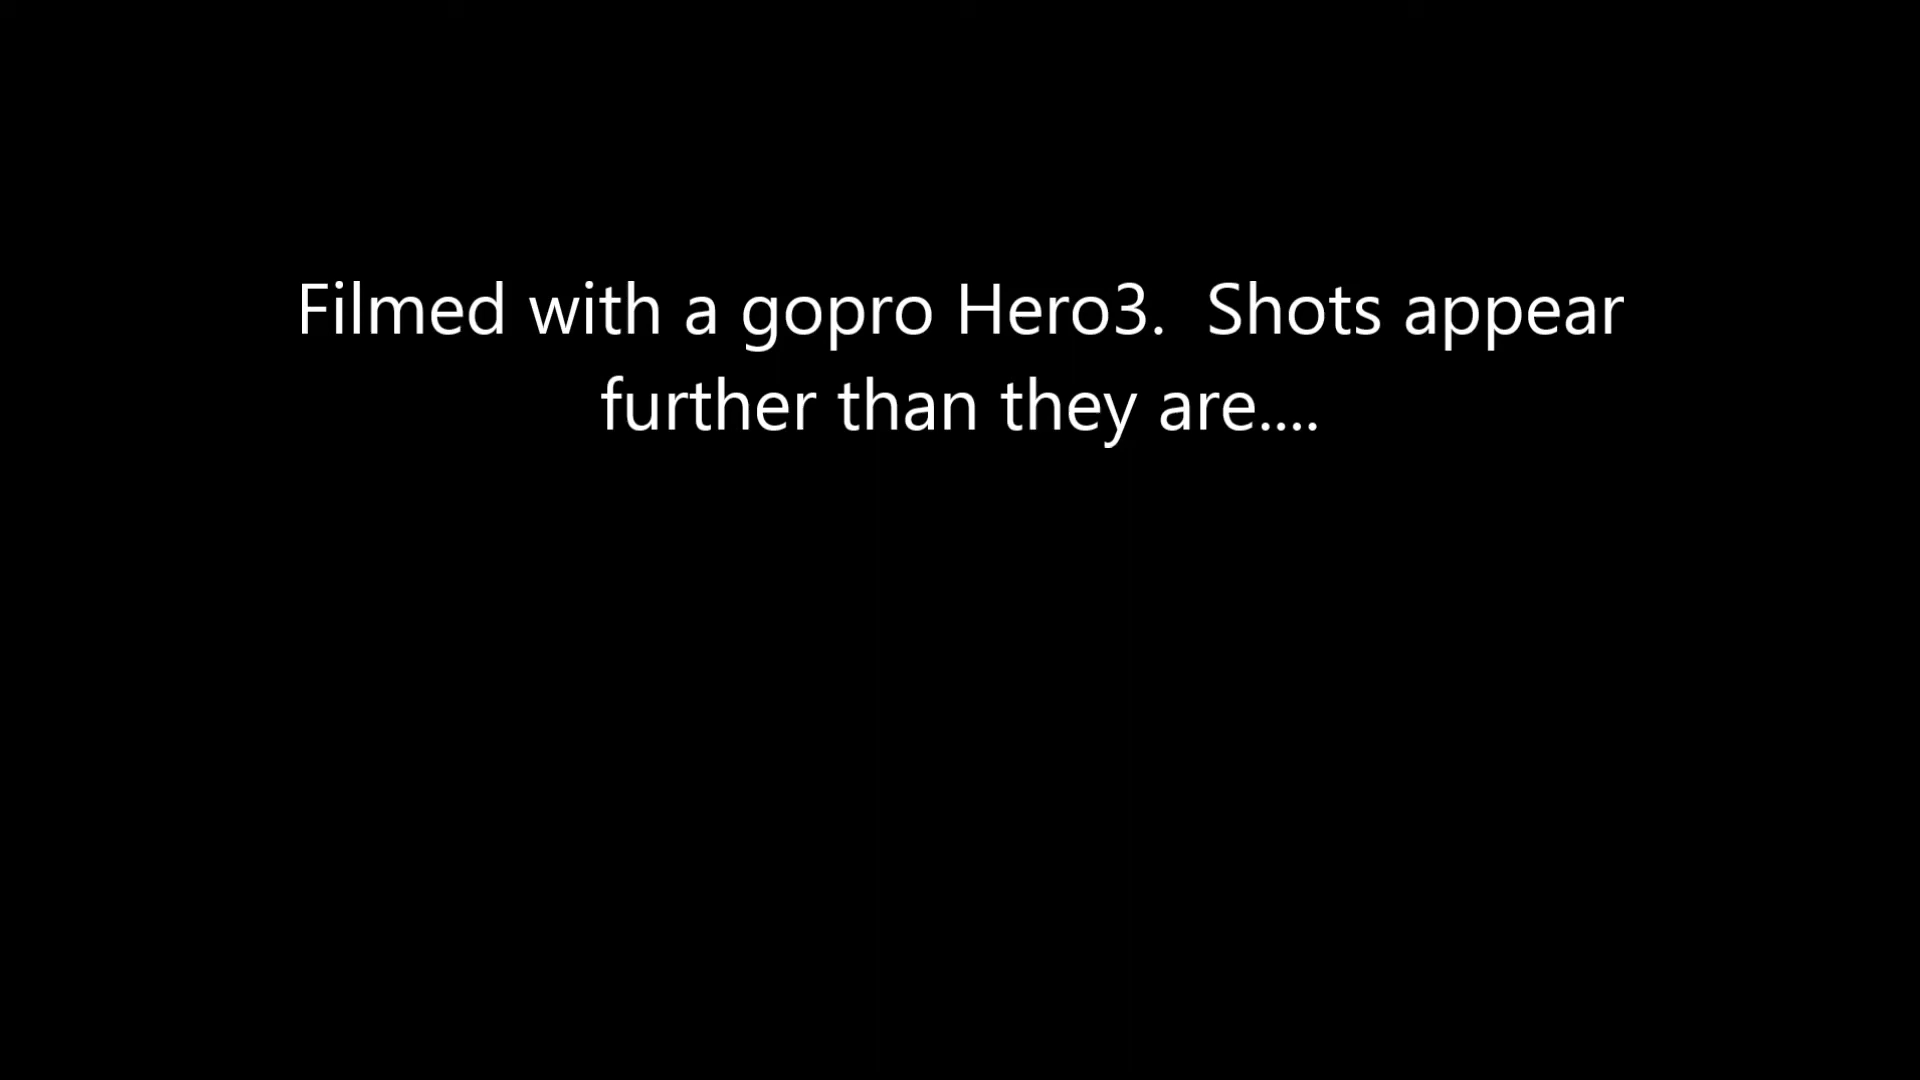 Filmed with a gopro Hero3.  Shots appear
further than they are....